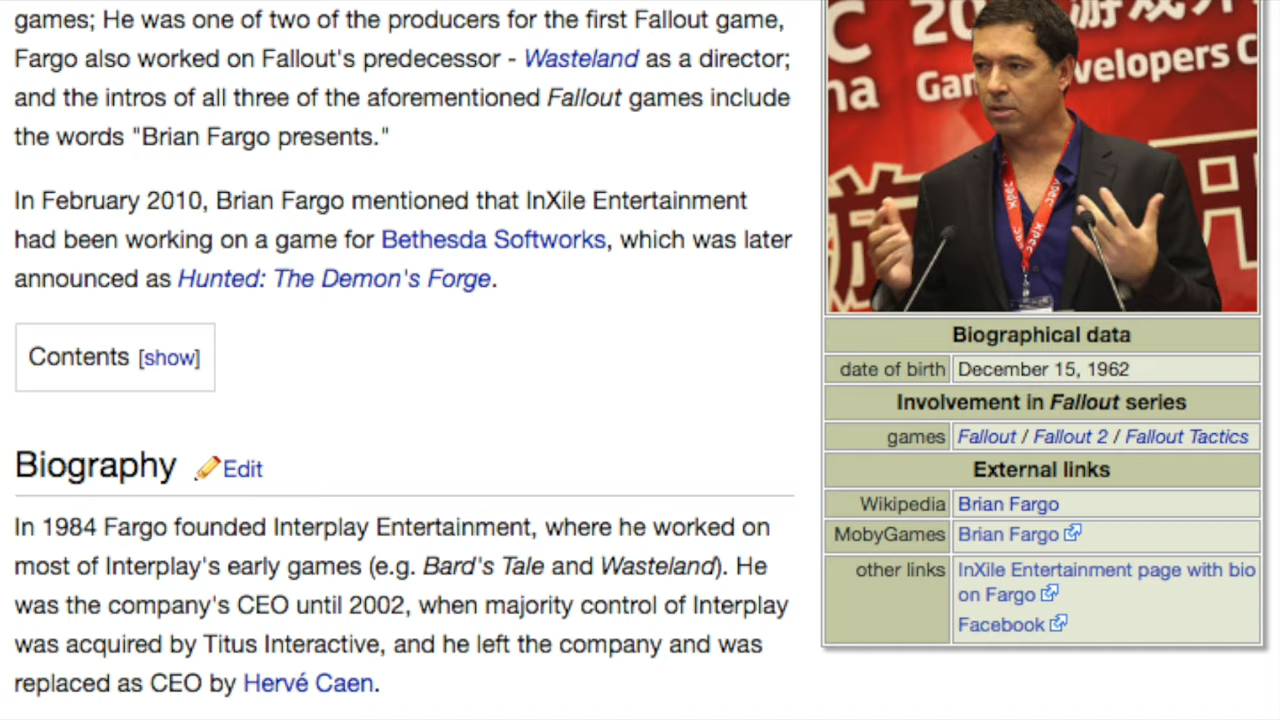 games; He was one of two of the producers for the first Fallout game,
Fargo also worked on Fallout's predecessor - Wasteland as a director;
and the intros of all three of the aforementioned Fallout games include
the words "Brian Fargo presents."
In February 2010, Brian Fargo mentioned that InXile Entertainment
had been working on a game for Bethesda Softworks, which was later
announced as Hunted: The Demon's Forge.
Contents [show]
Biography Edit
In 1984 Fargo founded Interplay Entertainment, where he worked on
most of Interplay's early games (e.g. Bard's Tale and Wasteland). He
was the company's CEO until 2002, when majority control of Interplay
was acquired by Titus Interactive, and he left the company and was
replaced as CEO by Hervé Caen.
Biographical data
date of birth December 15, 1962
Involvement in Fallout series
games Fallout / Fallout 2 / Fallout Tactics
External links
Wikipedia Brian Fargo
MobyGames Brian Fargo
other links InXile Entertainment page with bio
on Fargo
Facebook